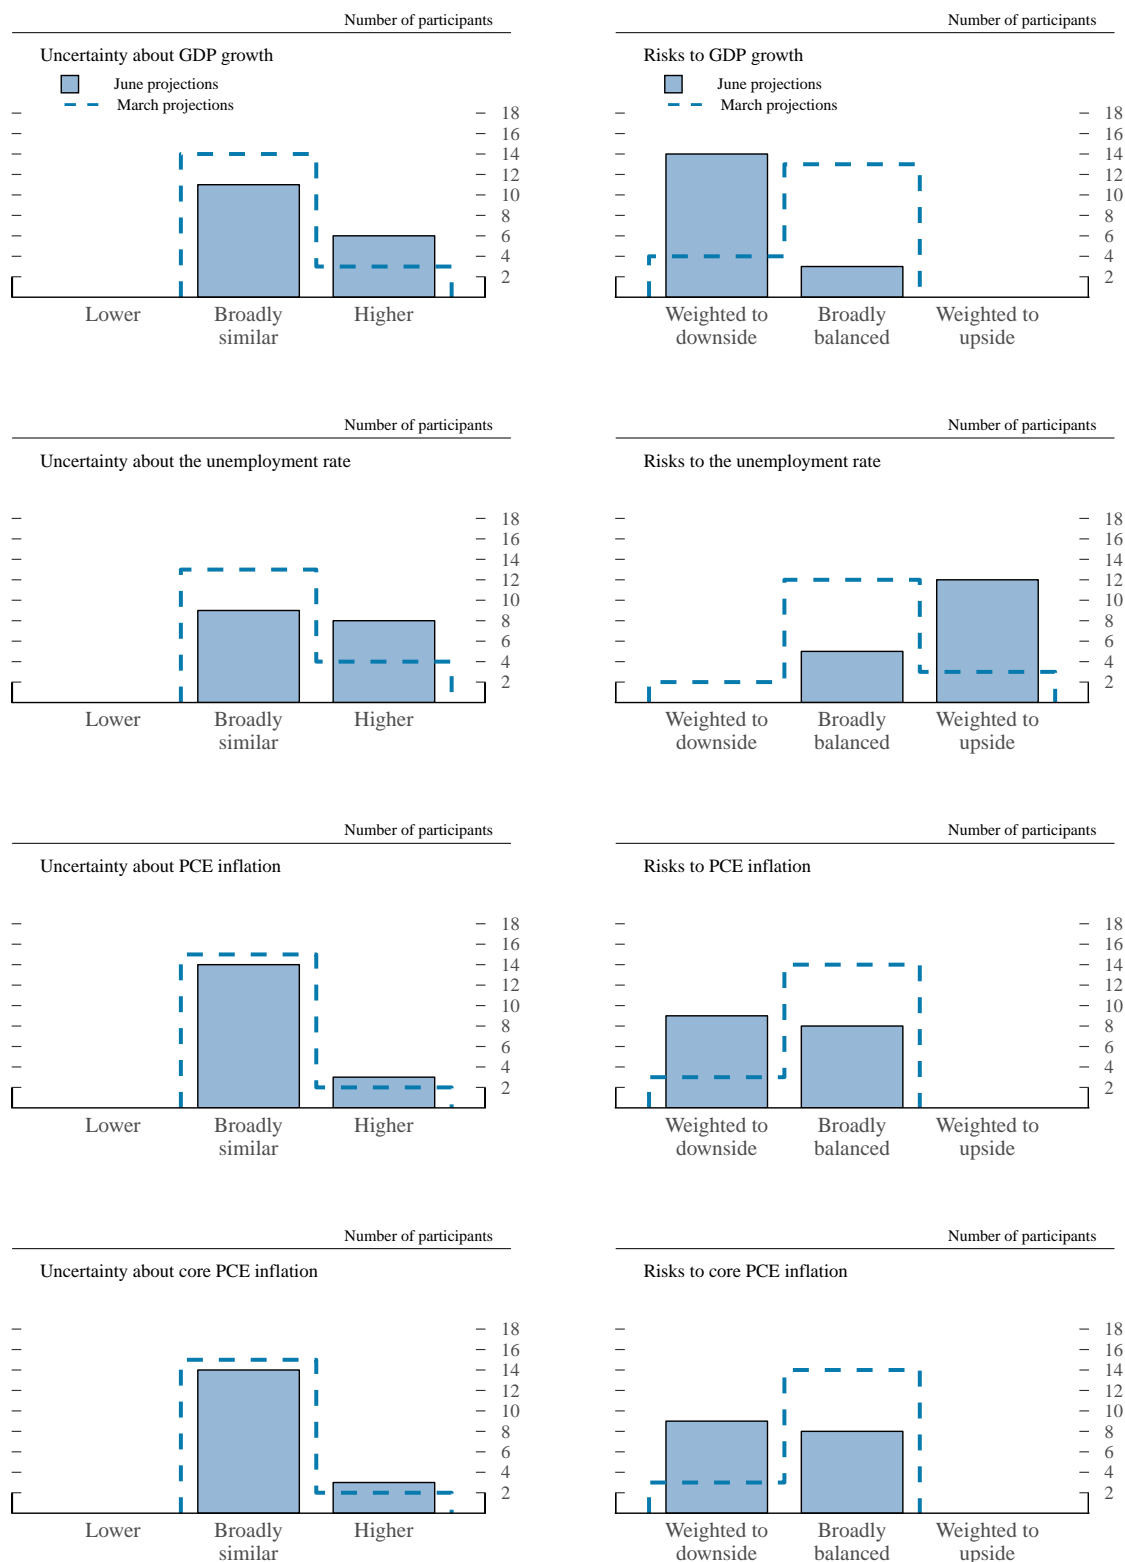 Number of participants
Uncertainty about GDP growth
June projections
March projections
18
16
14
12
10
8
6
4
2
Lower
Broadly
similar
Higher
Number of participants
Risks to GDP growth
June projections
March projections
18
16
14
12
10
8
6
4
2
Weighted to
downside
Broadly
balanced
Weighted to
upside
Number of participants
Uncertainty about the unemployment rate
18
16
14
12
10
8
6
4
2
Lower
Broadly
similar
Higher
Number of participants
Risks to the unemployment rate
18
16
14
12
10
8
6
4
2
Weighted to
downside
Broadly
balanced
Weighted to
upside
Number of participants
Uncertainty about PCE inflation
18
16
14
12
10
8
6
4
2
Lower
Broadly
similar
Higher
Number of participants
Risks to PCE inflation
18
16
14
12
10
8
6
4
2
Weighted to
downside
Broadly
balanced
Weighted to
upside
Number of participants
Uncertainty about core PCE inflation
18
16
14
12
10
8
6
4
2
Lower
Broadly
similar
Higher
Number of participants
Risks to core PCE inflation
18
16
14
12
10
8
6
4
2
Weighted to
downside
Broadly
balanced
Weighted to
upside